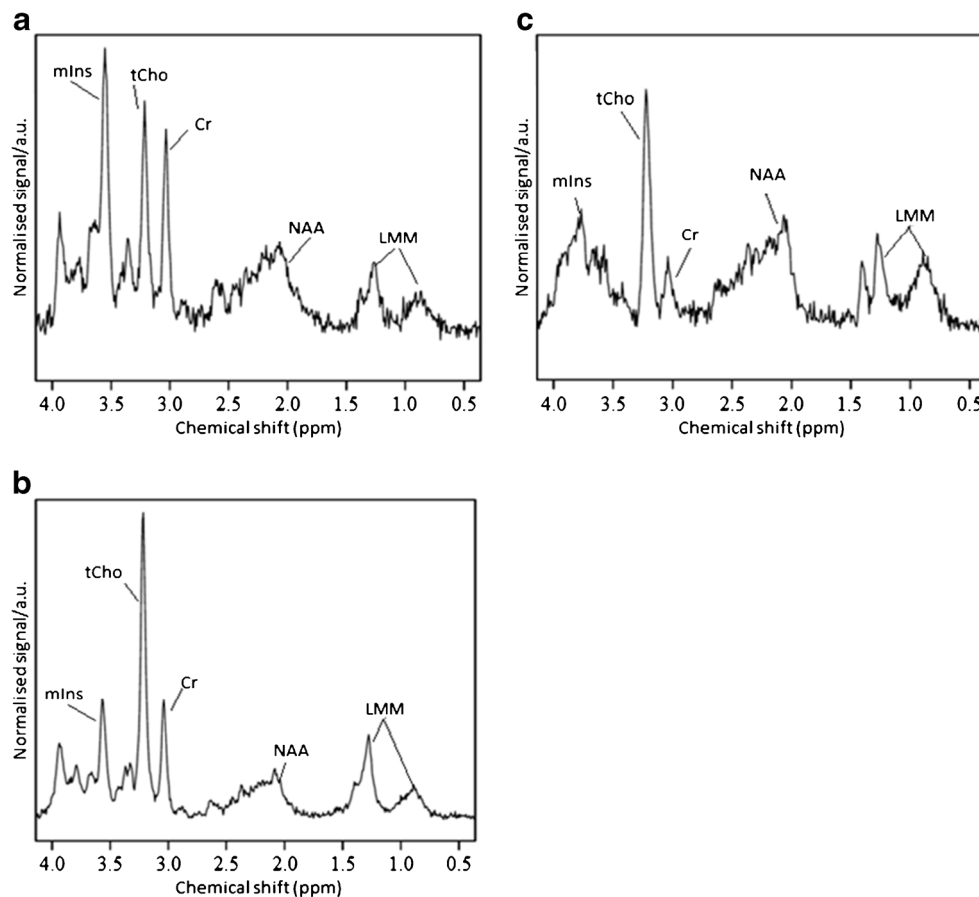 a
Normalised signal/a.u.
mIns
tCho
Cr
NAA
LMM
4.0 3.5 3.0 2.5 2.0 1.5 1.0 0.5
Chemical shift (ppm)
c
Normalised signal/a.u.
mIns
tCho
Cr
NAA
LMM
4.0 3.5 3.0 2.5 2.0 1.5 1.0 0.5
Chemical shift (ppm)
b
Normalised signal/a.u.
mIns
tCho
Cr
NAA
LMM
4.0 3.5 3.0 2.5 2.0 1.5 1.0 0.5
Chemical shift (ppm)